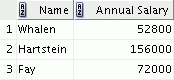 Name Annual Salary
1 Whalen 52800
2 Hartstein 156000
3 Fay 72000